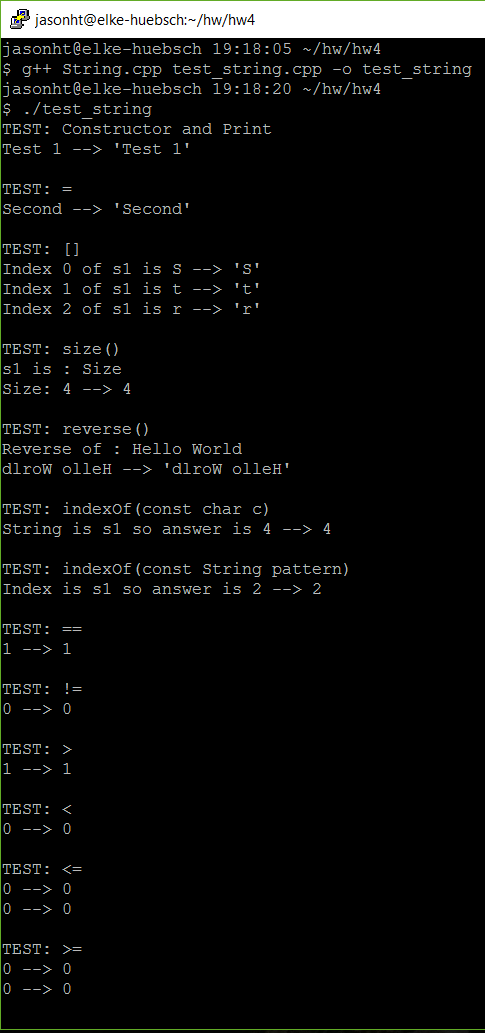 jasonht@elke-huebsch:~/hw/hw4
jasonht@elke-huebsch 19:18:05 ~/hw/hw4
$ g++ String.cpp test_string.cpp -o test_string
jasonht@elke-huebsch 19:18:20 ~/hw/hw4
$ ./test_string
TEST: Constructor and Print
Test 1 --> 'Test 1'
TEST: =
Second --> 'Second'
TEST: []
Index 0 of s1 is S --> 'S'
Index 1 of s1 is t --> 't'
Index 2 of s1 is r --> 'r'
TEST: size()
s1 is : Size
Size: 4 --> 4
TEST: reverse()
Reverse of : Hello World
dlroW olleH --> 'dlroW olleH'
TEST: indexOf(const char c)
String is s1 so answer is 4 --> 4
TEST: indexOf(const String pattern)
Index is s1 so answer is 2 --> 2
TEST: ==
1 --> 1
TEST: !=
0 --> 0
TEST: >
1 --> 1
TEST: <
0 --> 0
TEST: <=
0 --> 0
0 --> 0
TEST: >=
0 --> 0
0 --> 0